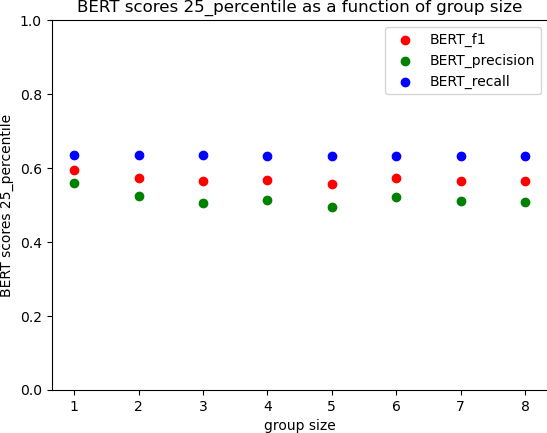 BERT scores 25_percentile as a function of group size
BERT_f1
BERT_precision
BERT_recall
BERT scores 25_percentile
1.0
0.8
0.6
0.4
0.2
0.0
1 2 3 4 5 6 7 8
group size